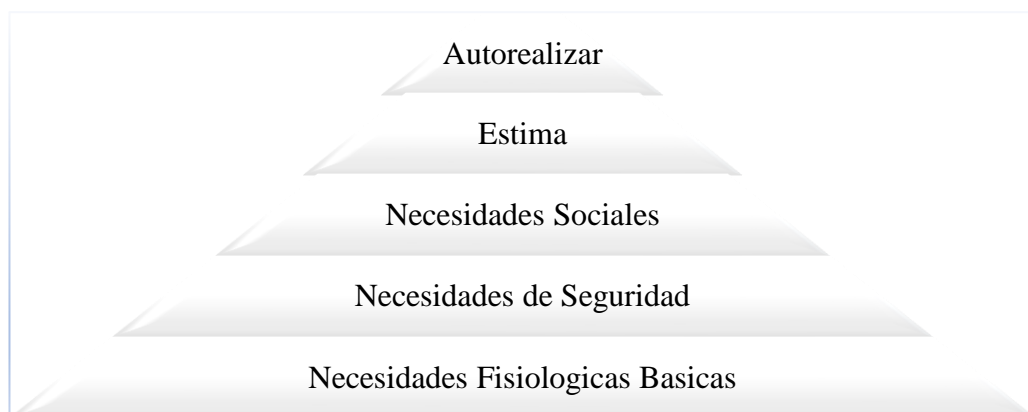 Autorealizar
Estima
Necesidades Sociales
Necesidades de Seguridad
Necesidades Fisiologicas Basicas